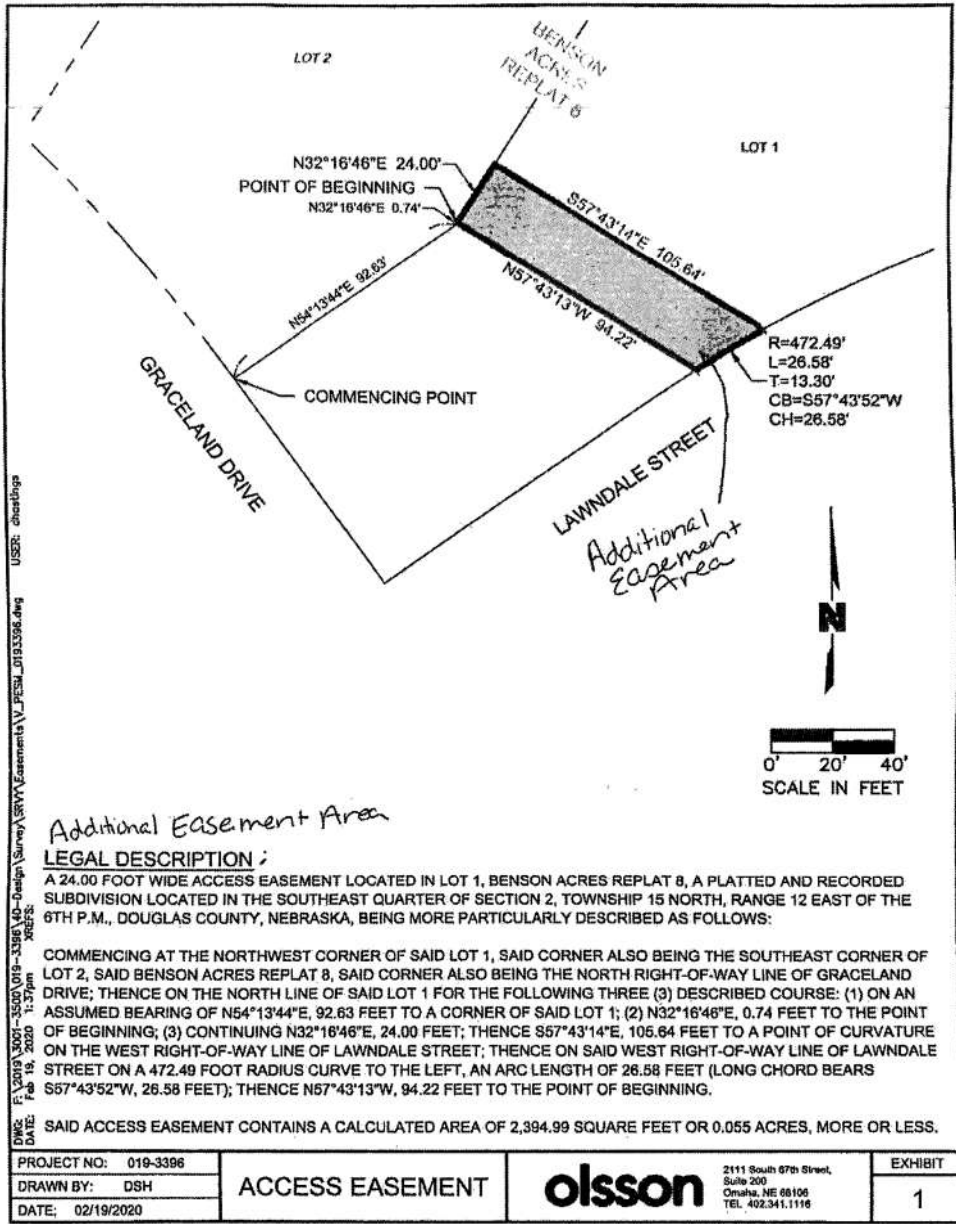 LOT 2
BENSON
ACRES
REPLAT 8
LOT 1
N32°16'46"E 24.00'
POINT OF BEGINNING
N32°16'46"E 0.74'
S57°43'14"E 105.64'
N57°43'13"W 94.22'
N54°13'44"E 92.63'
R=472.49'
L=26.58'
T=13.30'
CB=S57°43'52"W
CH=26.58'
COMMENCING POINT
GRACELAND DRIVE
LAWNDALE STREET
Additional
Easement
Area
N
0' 20' 40'
SCALE IN FEET
Additional Easement Area
LEGAL DESCRIPTION :
A 24.00 FOOT WIDE ACCESS EASEMENT LOCATED IN LOT 1, BENSON ACRES REPLAT 8, A PLATTED AND RECORDED
SUBDIVISION LOCATED IN THE SOUTHEAST QUARTER OF SECTION 2, TOWNSHIP 15 NORTH, RANGE 12 EAST OF THE
6TH P.M., DOUGLAS COUNTY, NEBRASKA, BEING MORE PARTICULARLY DESCRIBED AS FOLLOWS:
COMMENCING AT THE NORTHWEST CORNER OF SAID LOT 1, SAID CORNER ALSO BEING THE SOUTHEAST CORNER OF
LOT 2, SAID BENSON ACRES REPLAT 8, SAID CORNER ALSO BEING THE NORTH RIGHT-OF-WAY LINE OF GRACELAND
DRIVE; THENCE ON THE NORTH LINE OF SAID LOT 1 FOR THE FOLLOWING THREE (3) DESCRIBED COURSE: (1) ON AN
ASSUMED BEARING OF N54°13'44"E, 92.63 FEET TO A CORNER OF SAID LOT 1; (2) N32°16'46"E, 0.74 FEET TO THE POINT
OF BEGINNING; (3) CONTINUING N32°16'46"E, 24.00 FEET; THENCE S57°43'14"E, 105.64 FEET TO A POINT OF CURVATURE
ON THE WEST RIGHT-OF-WAY LINE OF LAWNDALE STREET; THENCE ON SAID WEST RIGHT-OF-WAY LINE OF LAWNDALE
STREET ON A 472.49 FOOT RADIUS CURVE TO THE LEFT, AN ARC LENGTH OF 26.58 FEET (LONG CHORD BEARS
S57°43'52"W, 26.58 FEET); THENCE N57°43'13"W, 94.22 FEET TO THE POINT OF BEGINNING.
SAID ACCESS EASEMENT CONTAINS A CALCULATED AREA OF 2,394.99 SQUARE FEET OR 0.055 ACRES, MORE OR LESS.
DWG: F:\2019\3001-3500\019-3396\40-Design\Survey\SRVY\Easements\V_PESM_0193396.dwg USER: chastings
DATE: Feb 19, 2020 1:37pm XREFS:
PROJECT NO: 019-3396
DRAWN BY: DSH
DATE: 02/19/2020
ACCESS EASEMENT
olsson
2111 South 67th Street,
Suite 200
Omaha, NE 68106
TEL 402.341.1116
EXHIBIT
1